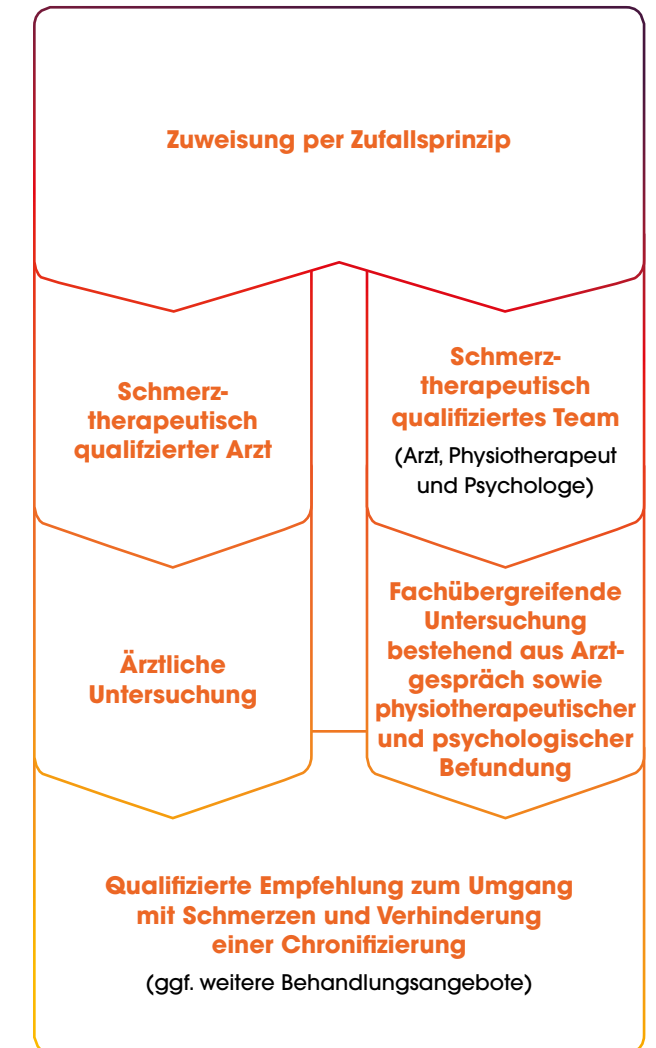 Zuweisung per Zufallsprinzip
Schmerz-
therapeutisch
qualifzierter Arzt
Schmerz-
therapeutisch
qualifiziertes Team
(Arzt, Physiotherapeut
und Psychologe)
Ärztliche
Untersuchung
Fachübergreifende
Untersuchung
bestehend aus Arzt-
gespräch sowie
physiotherapeutischer
und psychologischer
Befundung
Qualifizierte Empfehlung zum Umgang
mit Schmerzen und Verhinderung
einer Chronifizierung
(ggf. weitere Behandlungsangebote)